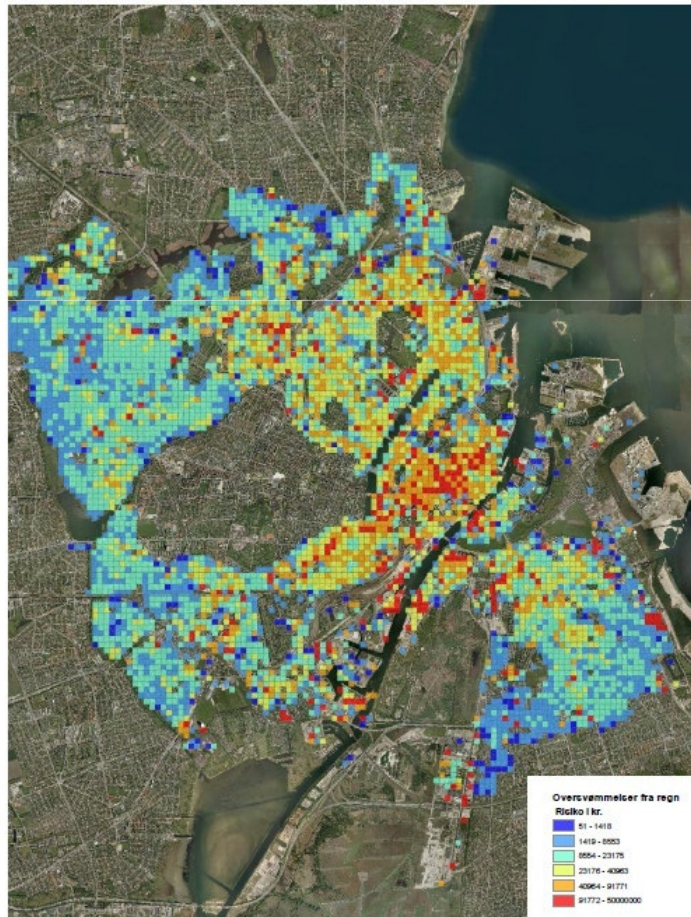 Oversvømmelser fra regn
Risiko i kr.
51 - 1418
1419 - 8553
8554 - 23175
23176 - 40963
40964 - 91771
91772 - 50000000